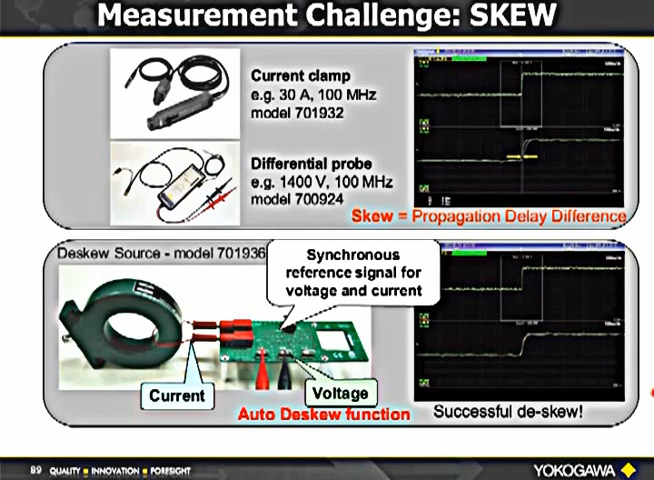 Measurement Challenge: SKEW
Current clamp
e.g. 30 A, 100 MHz
model 701932
Differential probe
e.g. 1400 V, 100 MHz
model 700924
Skew = Propagation Delay Difference
Deskew Source - model 701936
Synchronous
reference signal for
voltage and current
Current
Voltage
Auto Deskew function
Successful de-skew!
89 QUALITY INNOVATION FORESIGHT
YOKOGAWA